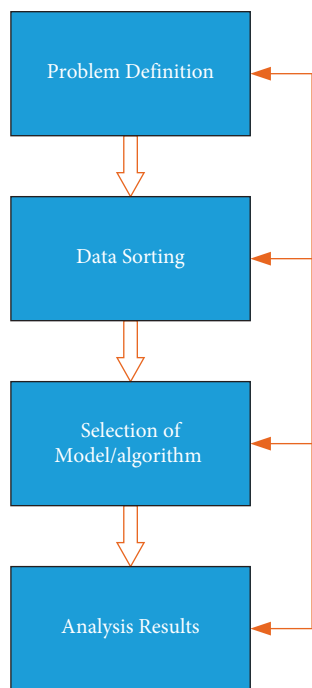 Problem Definition
Data Sorting
Selection of
Model/algorithm
Analysis Results